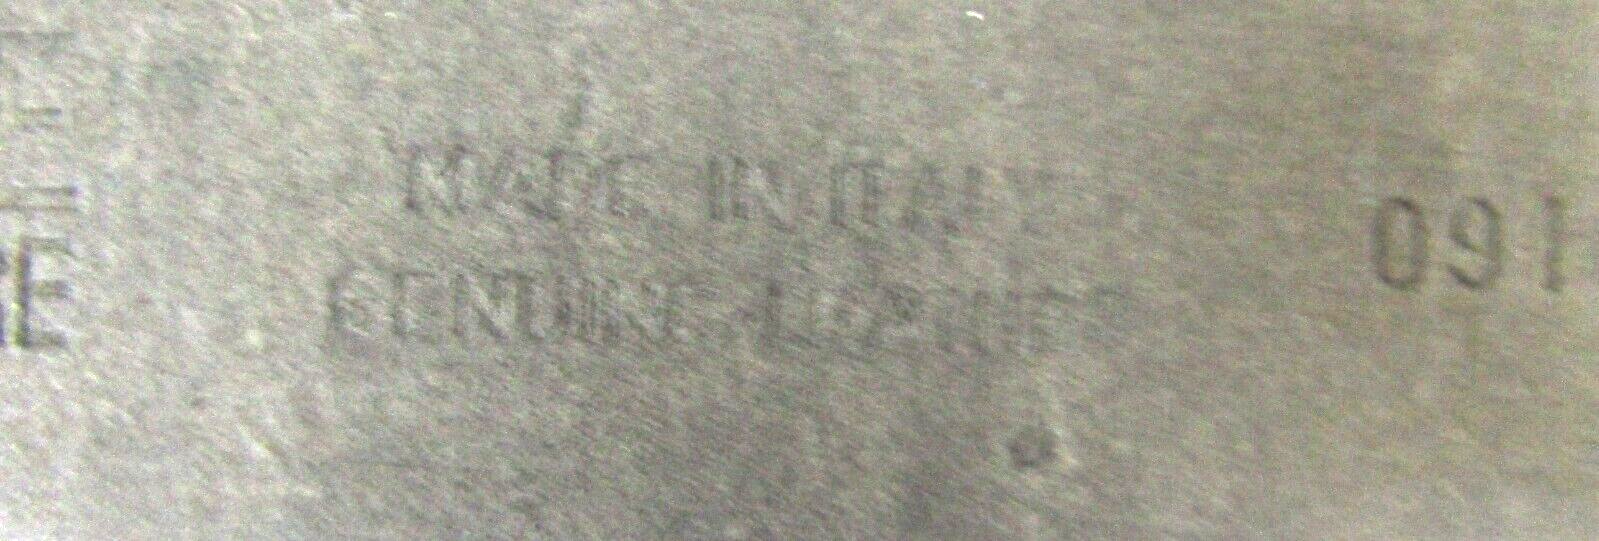 MADE IN ITALY
GENUINE LEATHER
091